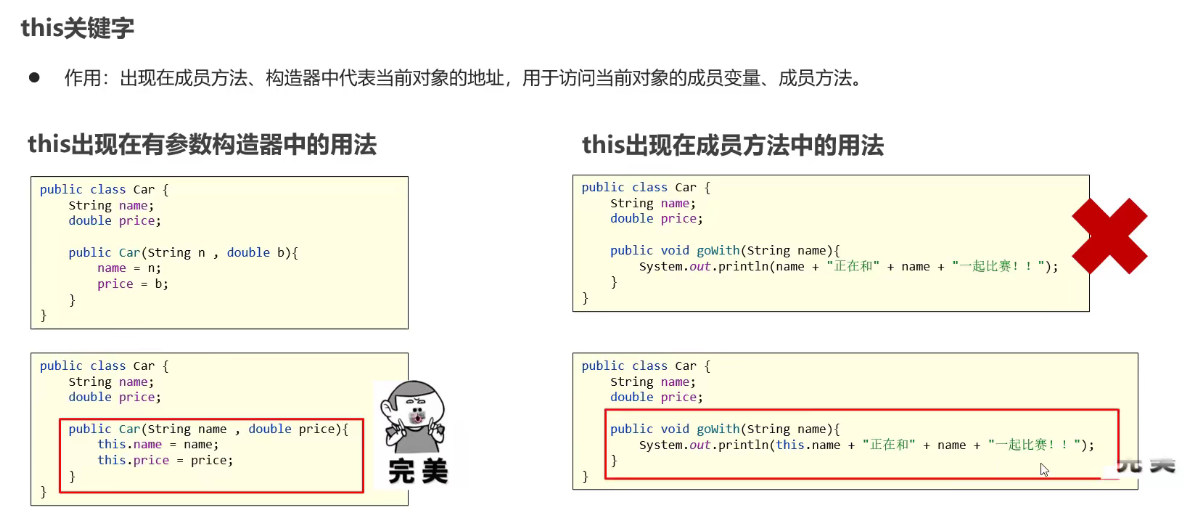 this关键字
● 作用：出现在成员方法、构造器中代表当前对象的地址，用于访问当前对象的成员变量、成员方法。
this出现在有参数构造器中的用法
public class Car {
String name;
double price;
public Car(String n , double b){
name = n;
price = b;
}
}
public class Car {
String name;
double price;
public Car(String name , double price){
this.name = name;
this.price = price;
}
}
完美
this出现在成员方法中的用法
public class Car {
String name;
double price;
public void goWith(String name){
System.out.println(name + "正在和" + name + "一起比赛！！");
}
}
public class Car {
String name;
double price;
public void goWith(String name){
System.out.println(this.name + "正在和" + name + "一起比赛！！");
}
}
完美